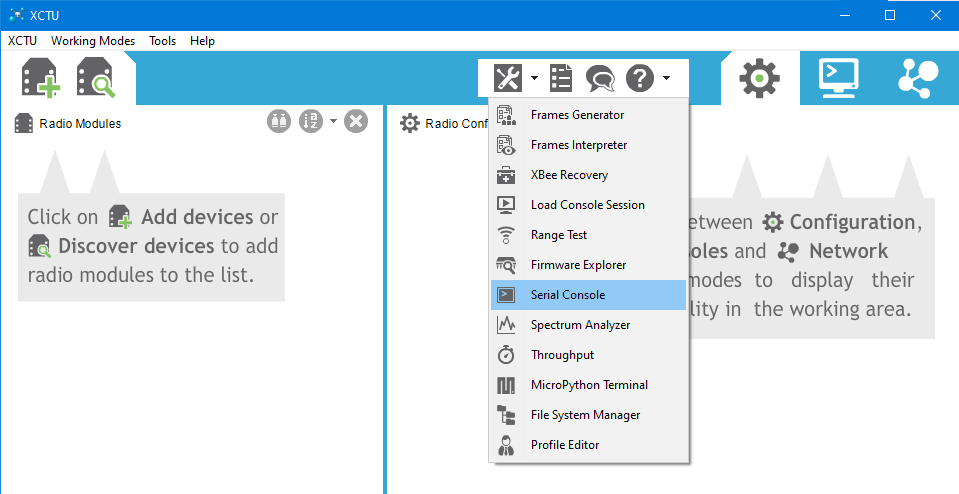 XCTU
XCTU Working Modes Tools Help
Radio Modules
Click on Add devices or
Discover devices to add
radio modules to the list.
Radio Conf
Frames Generator
Frames Interpreter
XBee Recovery
Load Console Session
Range Test
Firmware Explorer
Serial Console
Spectrum Analyzer
Throughput
MicroPython Terminal
File System Manager
Profile Editor
etween Configuration,
oles and Network
modes to display their
lity in the working area.